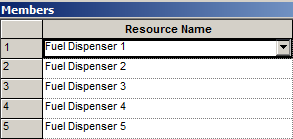 Members
Resource Name
1 Fuel Dispenser 1
2 Fuel Dispenser 2
3 Fuel Dispenser 3
4 Fuel Dispenser 4
5 Fuel Dispenser 5